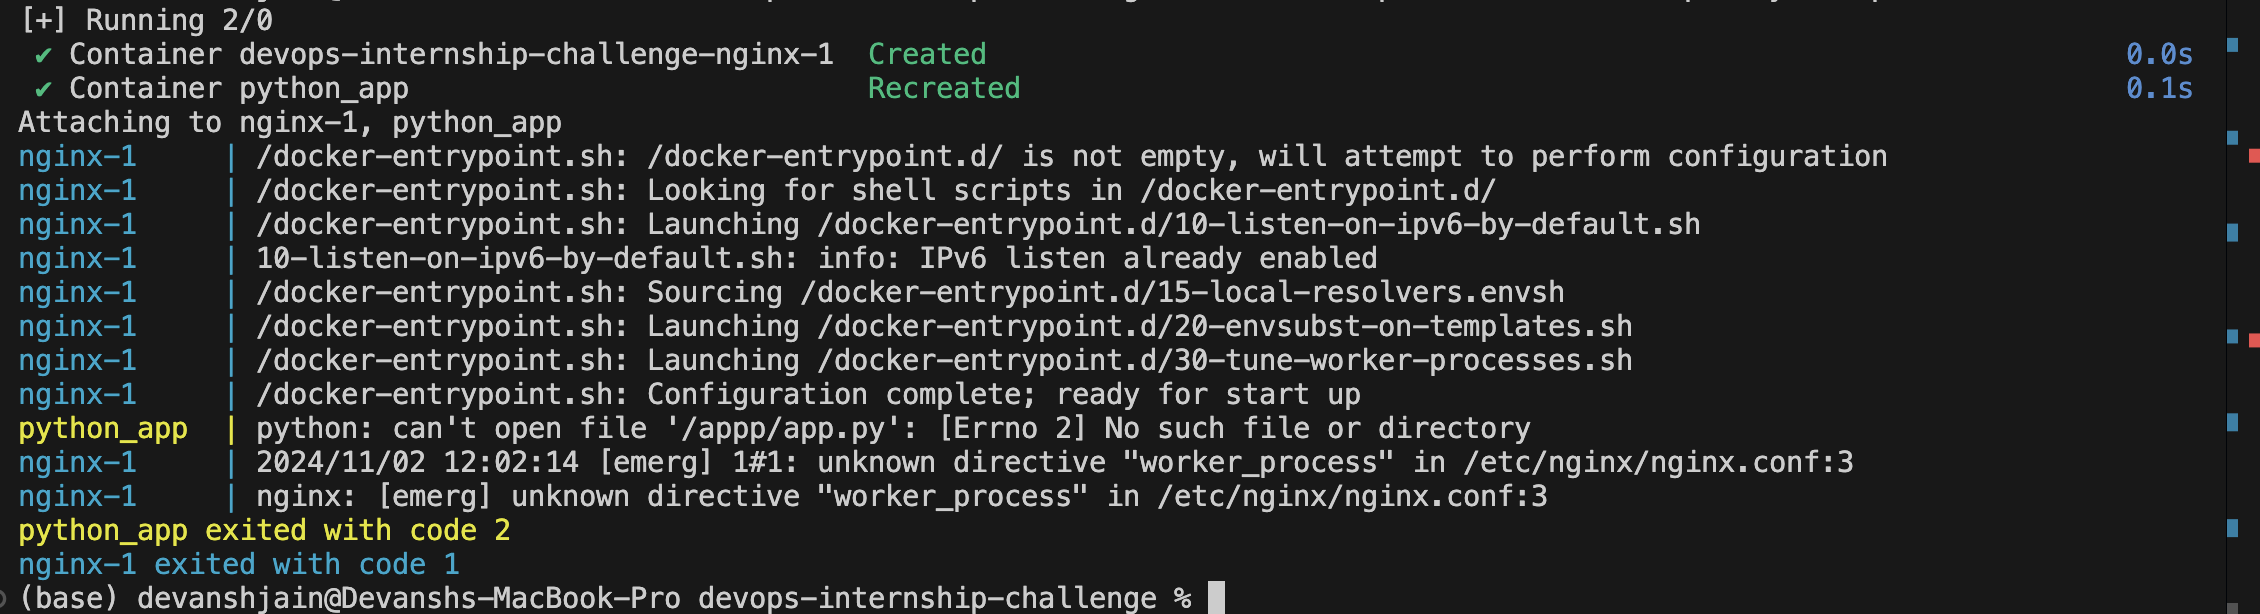 [+] Running 2/0
✔ Container devops-internship-challenge-nginx-1  Created  0.0s
✔ Container python_app  Recreated  0.1s
Attaching to nginx-1, python_app
nginx-1     | /docker-entrypoint.sh: /docker-entrypoint.d/ is not empty, will attempt to perform configuration
nginx-1     | /docker-entrypoint.sh: Looking for shell scripts in /docker-entrypoint.d/
nginx-1     | /docker-entrypoint.sh: Launching /docker-entrypoint.d/10-listen-on-ipv6-by-default.sh
nginx-1     | 10-listen-on-ipv6-by-default.sh: info: IPv6 listen already enabled
nginx-1     | /docker-entrypoint.sh: Sourcing /docker-entrypoint.d/15-local-resolvers.envsh
nginx-1     | /docker-entrypoint.sh: Launching /docker-entrypoint.d/20-envsubst-on-templates.sh
nginx-1     | /docker-entrypoint.sh: Launching /docker-entrypoint.d/30-tune-worker-processes.sh
nginx-1     | /docker-entrypoint.sh: Configuration complete; ready for start up
python_app  | python: can't open file '/appp/app.py': [Errno 2] No such file or directory
nginx-1     | 2024/11/02 12:02:14 [emerg] 1#1: unknown directive "worker_process" in /etc/nginx/nginx.conf:3
nginx-1     | nginx: [emerg] unknown directive "worker_process" in /etc/nginx/nginx.conf:3
python_app exited with code 2
nginx-1 exited with code 1
(base) devanshjain@Devanshs-MacBook-Pro devops-internship-challenge %